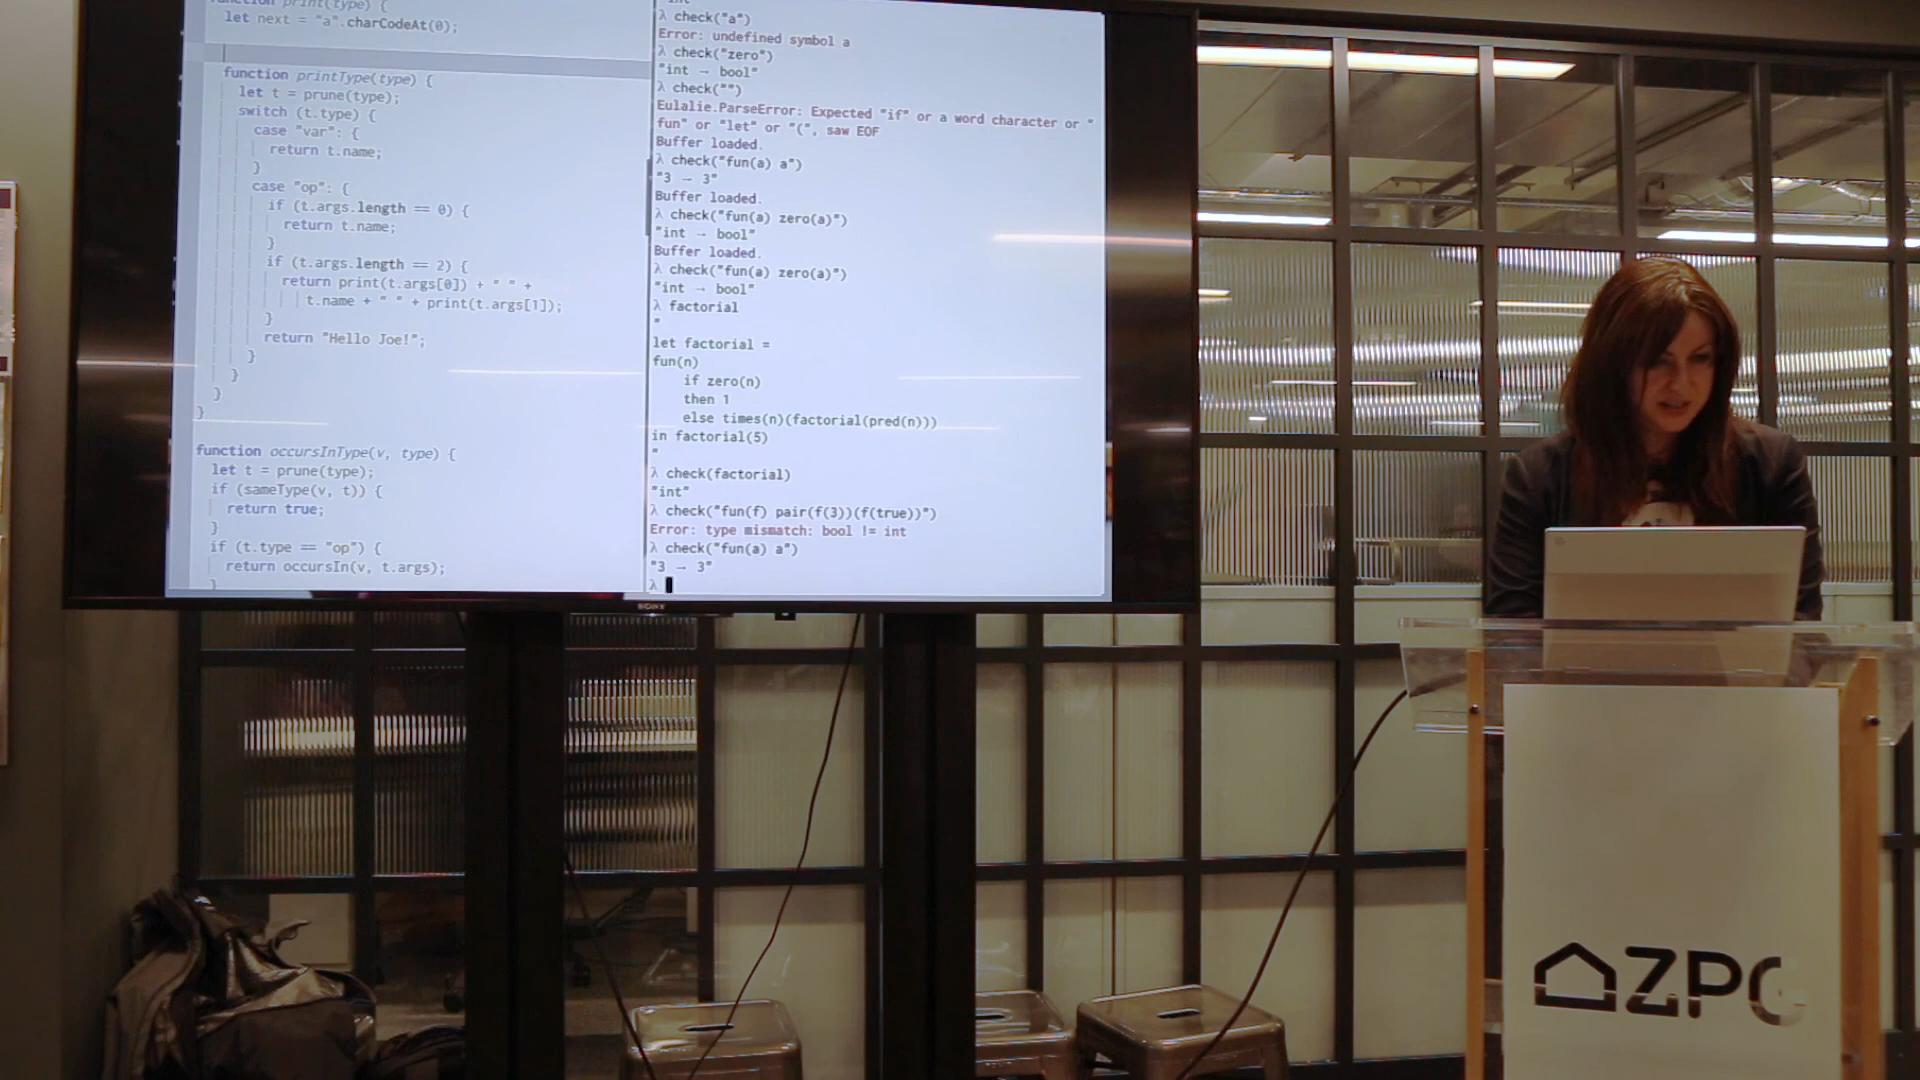 function print(type) {
let next = "a".charCodeAt(0);
function printType(type) {
let t = prune(type);
switch (t.type) {
case "var": {
return t.name;
}
case "op": {
if (t.args.length == 0) {
return t.name;
}
if (t.args.length == 2) {
return print(t.args[0]) + " " +
t.name + " " + print(t.args[1]);
}
return "Hello Joe!";
}
}
}
}
function occursInType(v, type) {
let t = prune(type);
if (sameType(v, t)) {
return true;
}
if (t.type == "op") {
return occursIn(v, t.args);
}
λ check("a")
Error: undefined symbol a
λ check("zero")
"int → bool"
λ check("")
Eulalie.ParseError: Expected "if" or a word character or "
fun" or "let" or "(", saw EOF
Buffer loaded.
λ check("fun(a) a")
"3 → 3"
Buffer loaded.
λ check("fun(a) zero(a)")
"int → bool"
Buffer loaded.
λ check("fun(a) zero(a)")
"int → bool"
λ factorial
"
let factorial =
fun(n)
if zero(n)
then 1
else times(n)(factorial(pred(n)))
in factorial(5)
"
λ check(factorial)
"int"
λ check("fun(f) pair(f(3))(f(true))")
Error: type mismatch: bool != int
λ check("fun(a) a")
"3 → 3"
λ
SONY
ZPG